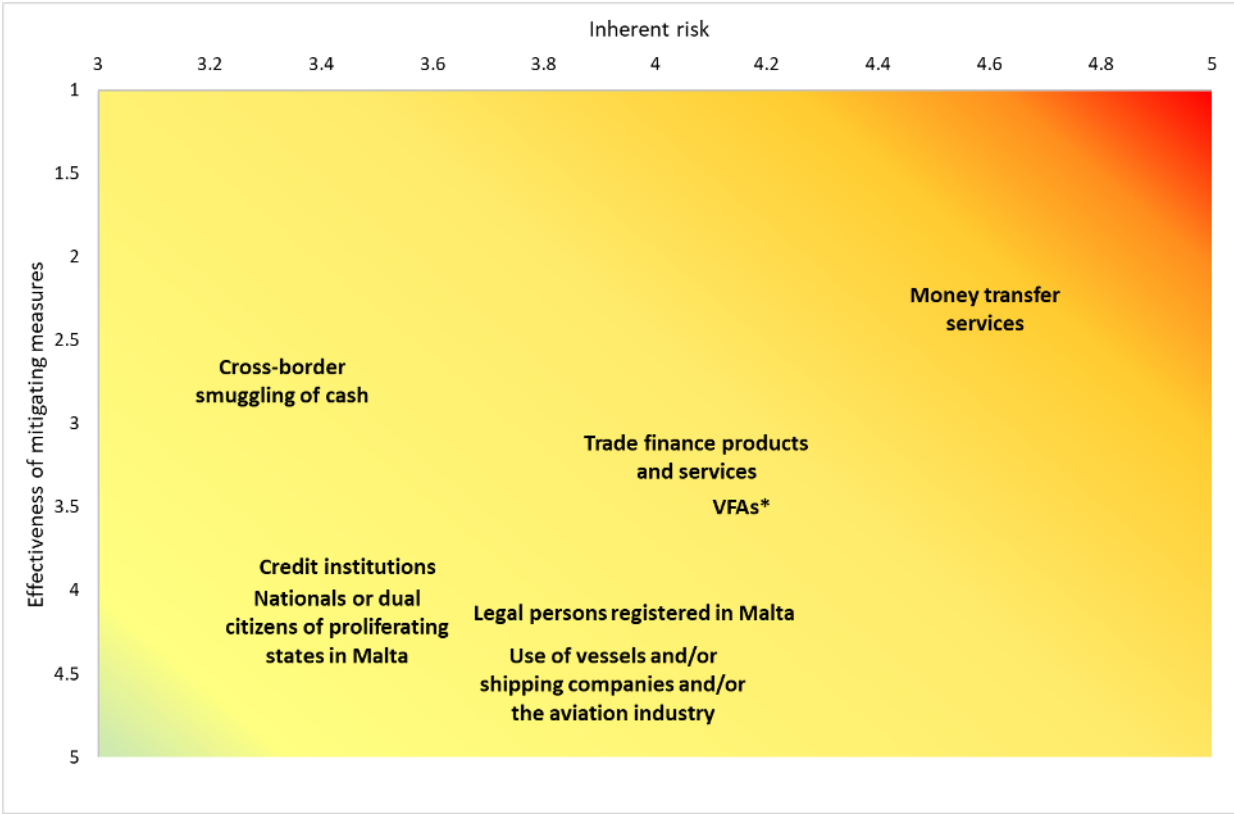 Inherent risk
3 3.2 3.4 3.6 3.8 4 4.2 4.4 4.6 4.8 5
Effectiveness of mitigating measures
1
1.5
2
2.5
3
3.5
4
4.5
5
Money transfer
services
Cross-border
smuggling of cash
Trade finance products
and services
VFAs*
Credit institutions
Nationals or dual
citizens of proliferating
states in Malta
Legal persons registered in Malta
Use of vessels and/or
shipping companies and/or
the aviation industry